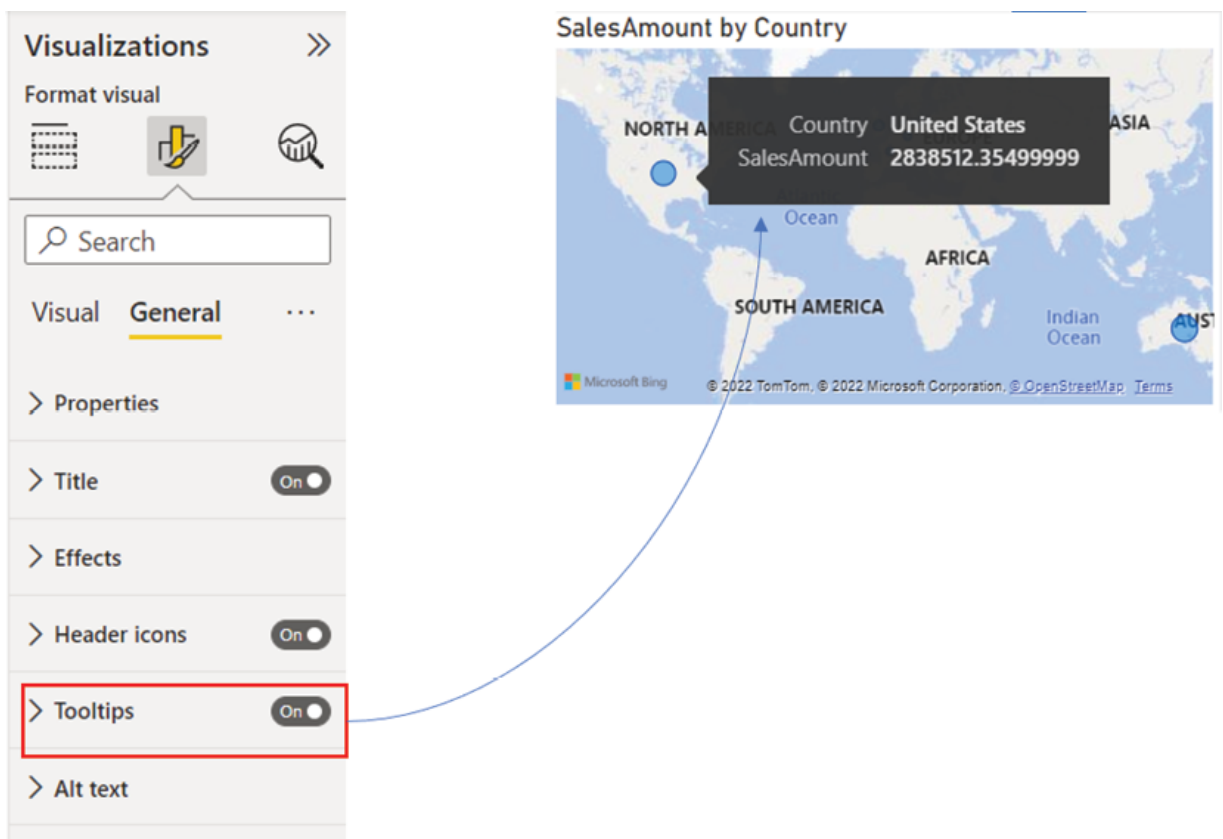 Visualizations
Format visual
Search
Visual General ...
Properties
Title On
Effects
Header icons On
Tooltips On
Alt text
SalesAmount by Country
Country United States
SalesAmount 2838512.35499999
NORTH AMERICA
ASIA
Ocean
AFRICA
SOUTH AMERICA
Indian
Ocean
AUST
Microsoft Bing
© 2022 TomTom, © 2022 Microsoft Corporation, © OpenStreetMap Terms